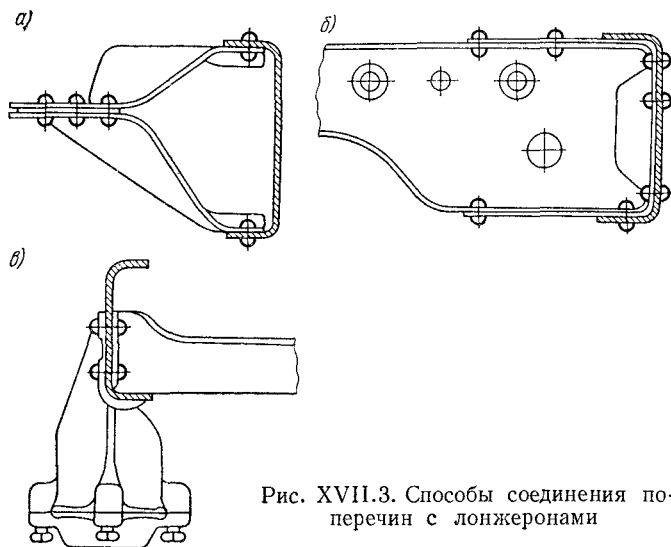 а)
б)
в)
Рис. XVII.3. Способы соединения по-
перечин с лонжеронами